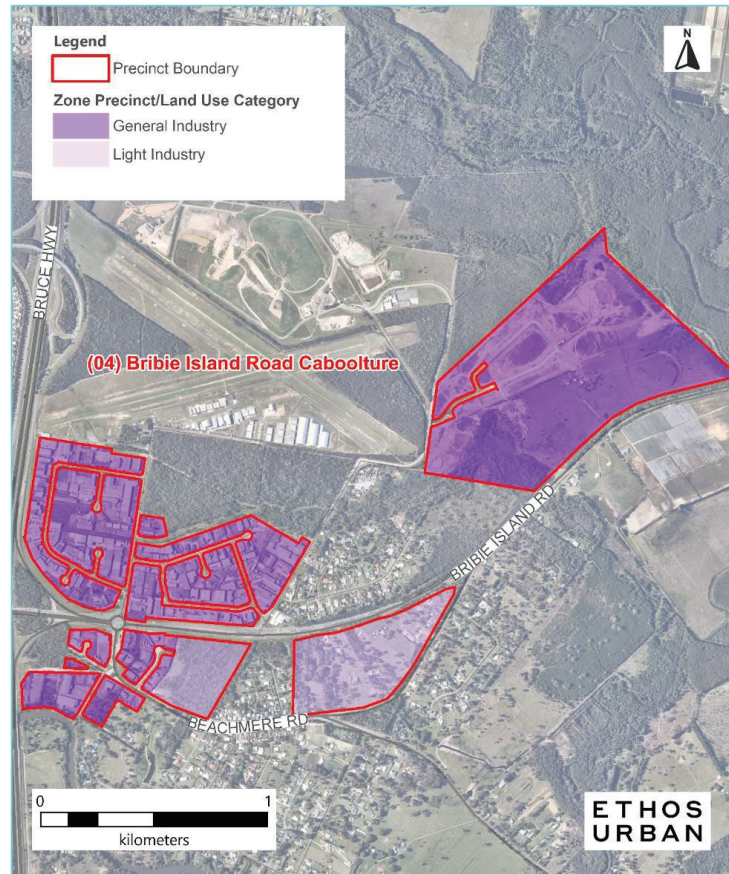 Legend
Precinct Boundary
Zone Precinct/Land Use Category
General Industry
Light Industry
N
BRUCE HWY
(04) Bribie Island Road Caboolture
BRIBIE ISLAND RD
BEACHMERE RD
0 1
kilometers
ETHOS
URBAN